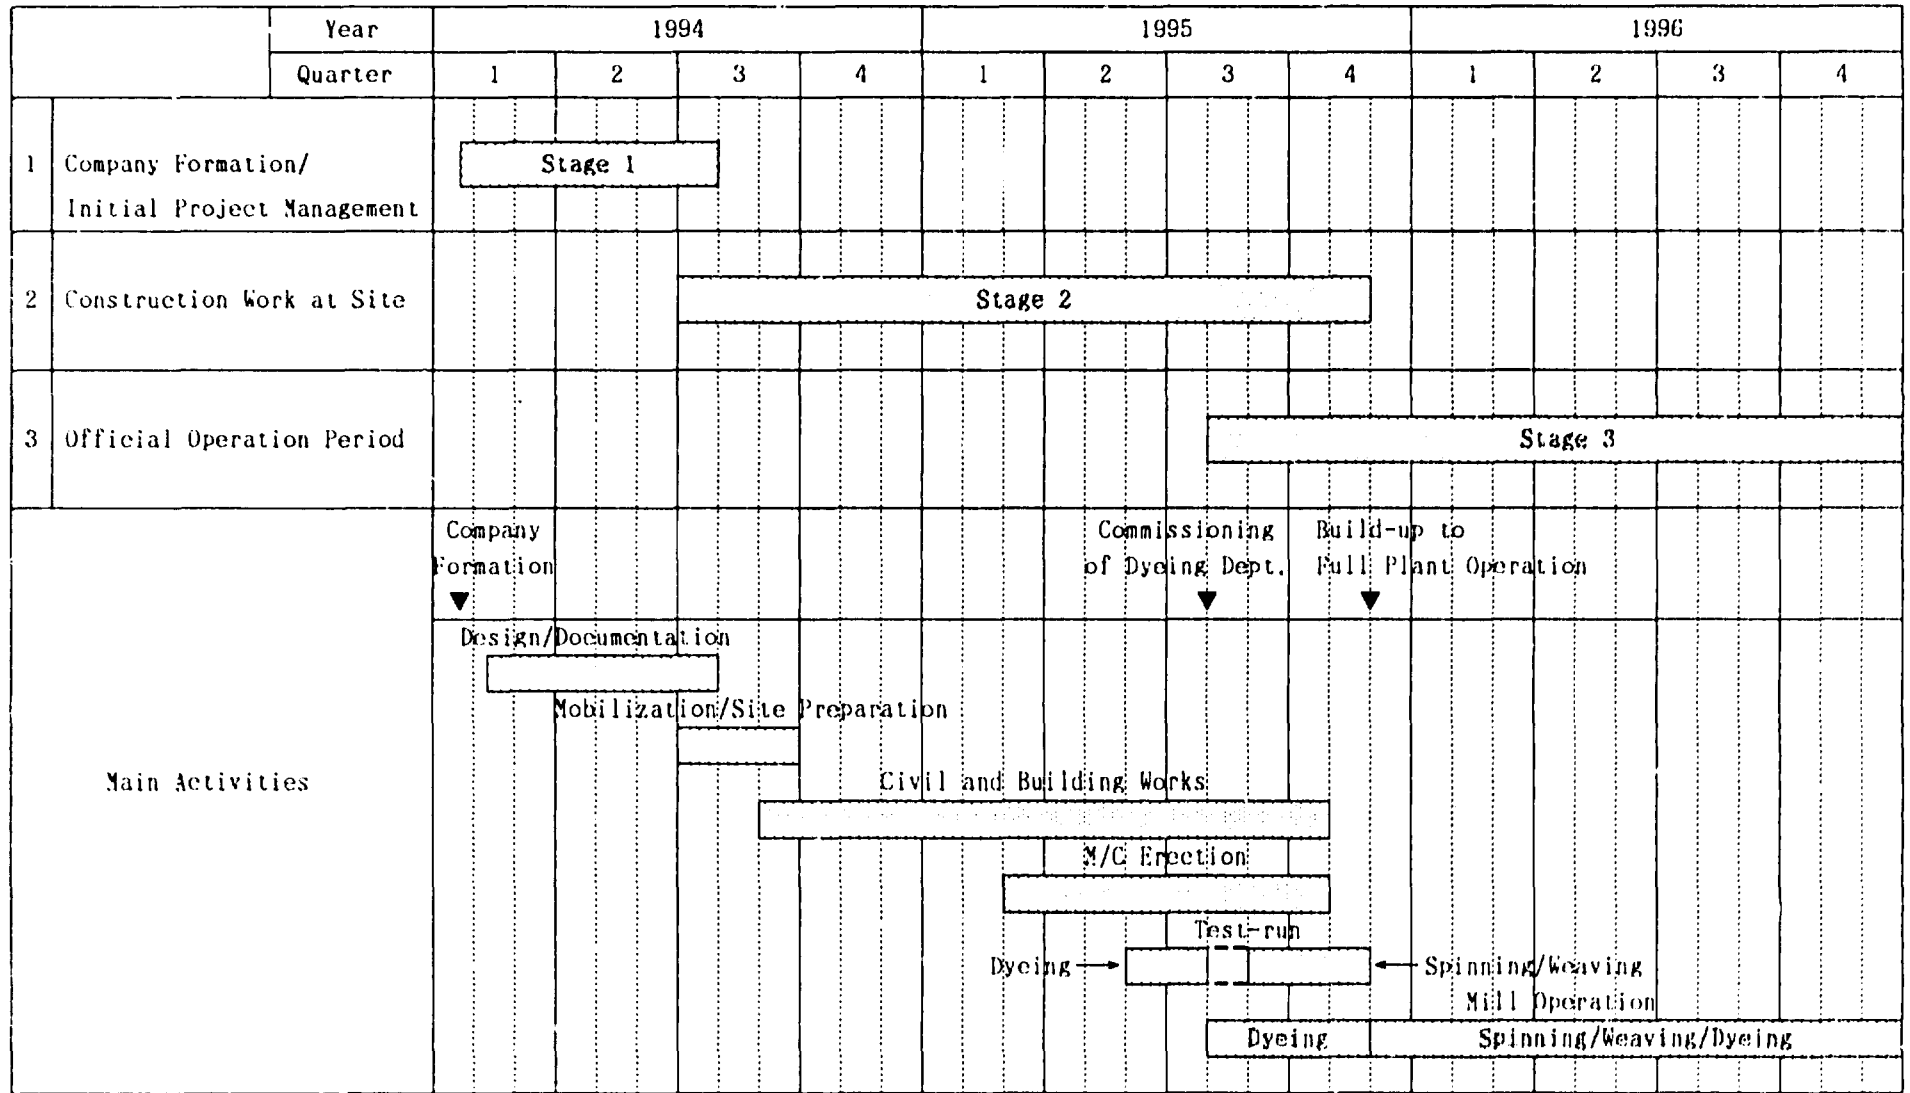 Year 1994 1995 1996
Quarter 1 2 3 4 1 2 3 4 1 2 3 4
1 Company Formation/ Stage 1
Initial Project Management
2 Construction Work at Site Stage 2
3 Official Operation Period Stage 3
Company Commissioning Build-up to
Formation of Dyeing Dept. Full Plant Operation
Design/Documentation
Mobilization/Site Preparation
Main Activities Civil and Building Works
M/C Erection
Test-run
Dyeing Spinning/Weaving
Mill Operation
Dyeing Spinning/Weaving/Dyeing